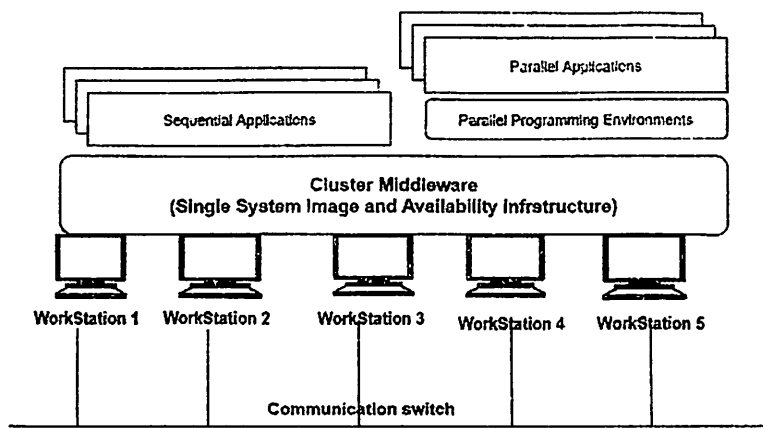 Parallel Applications
Sequential Applications
Parallel Programming Environments
Cluster Middleware
(Single System Image and Availability Infrstructure)
WorkStation 1
WorkStation 2
WorkStation 3
WorkStation 4
WorkStation 5
Communication switch